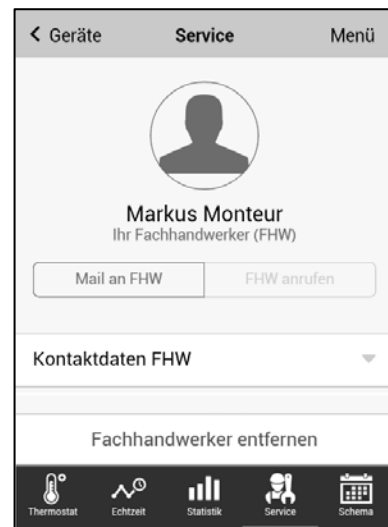 Geräte Service Menü
Markus Monteur
Ihr Fachhandwerker (FHW)
Mail an FHW FHW anrufen
Kontaktdaten FHW
Fachhandwerker entfernen
Thermostat Echtzeit Statistik Service Schema